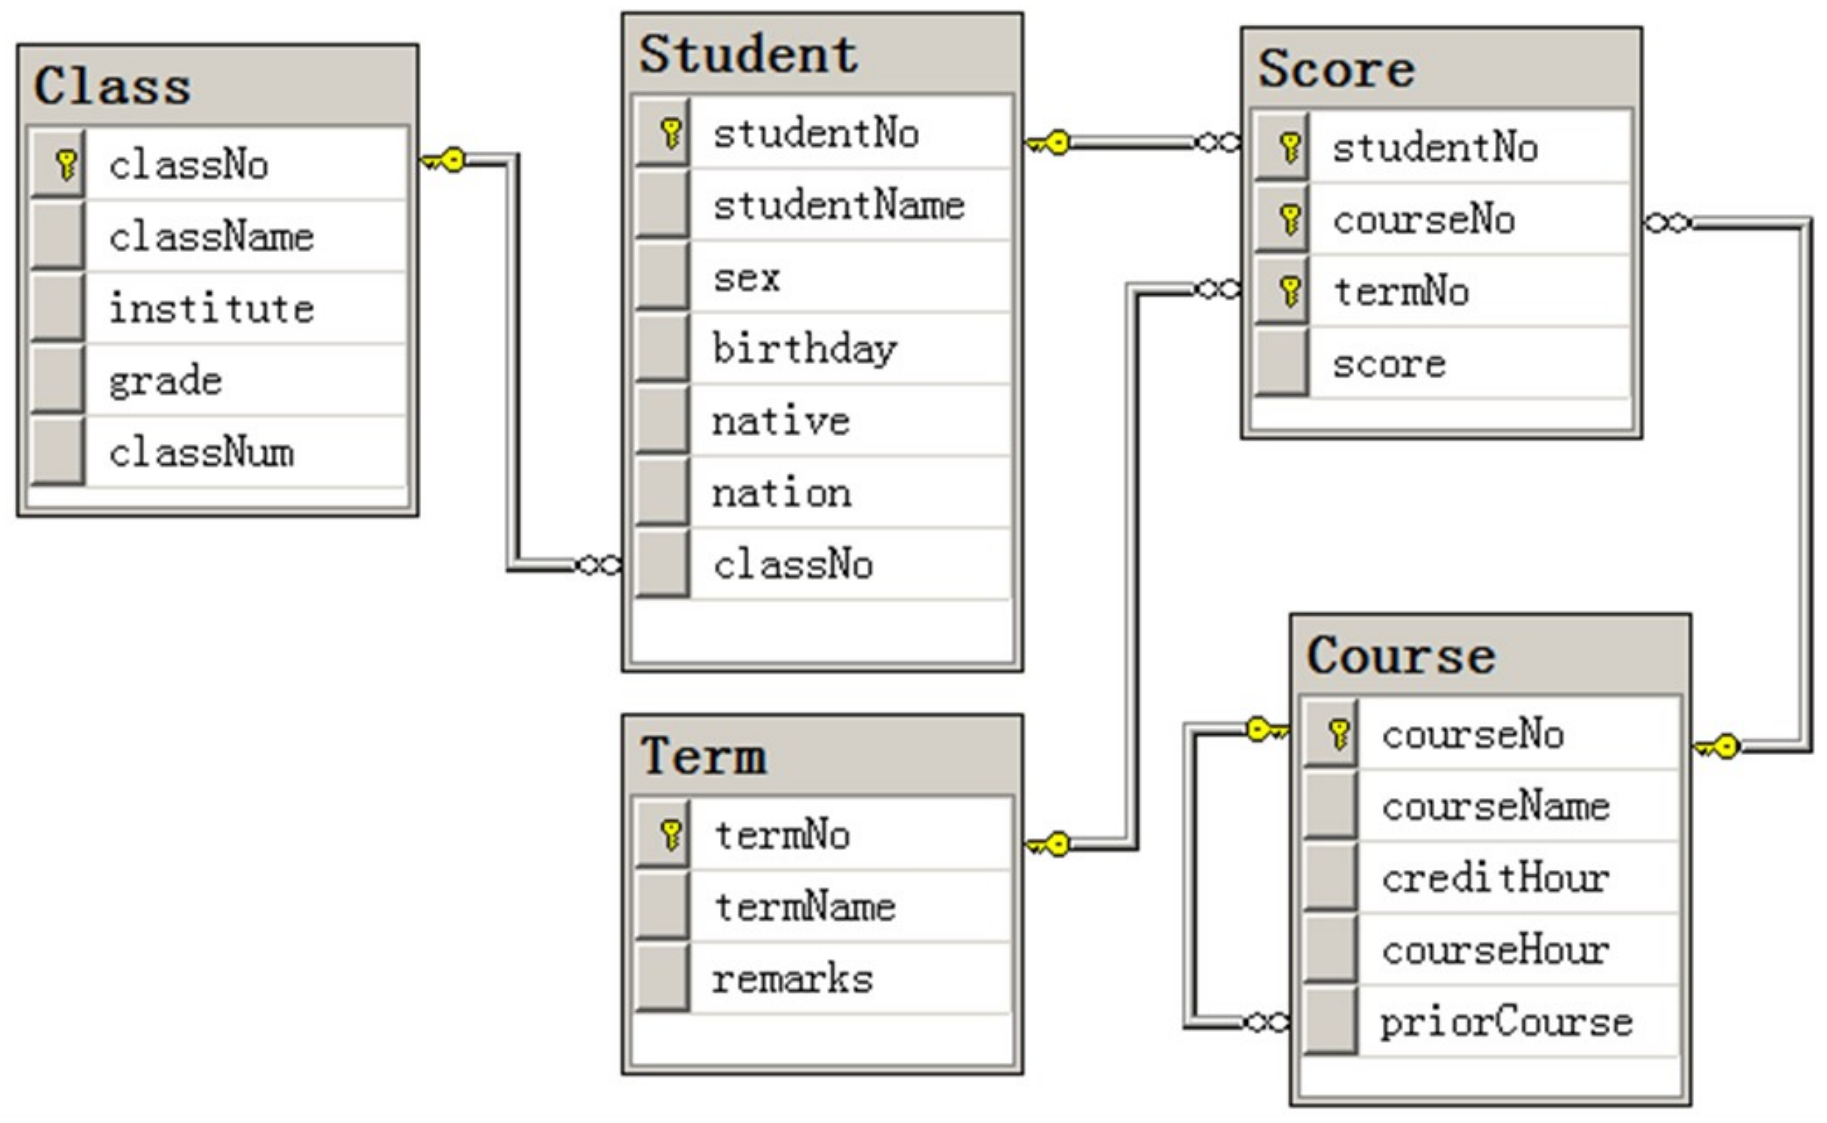 Class
classNo
className
institute
grade
classNum
Student
studentNo
studentName
sex
birthday
native
nation
classNo
Score
studentNo
courseNo
termNo
score
Term
termNo
termName
remarks
Course
courseNo
courseName
creditHour
courseHour
priorCourse